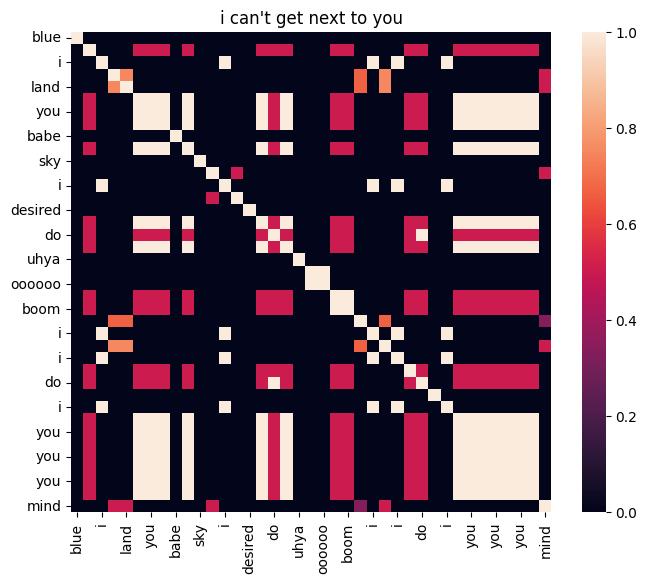 i can't get next to you
blue
i
land
you
babe
sky
i
desired
do
uhya
oooooo
boom
i
i
do
i
you
you
you
mind
1.0
0.8
0.6
0.4
0.2
0.0
blue
i
land
you
babe
sky
i
desired
do
uhya
oooooo
boom
i
i
do
i
you
you
you
mind